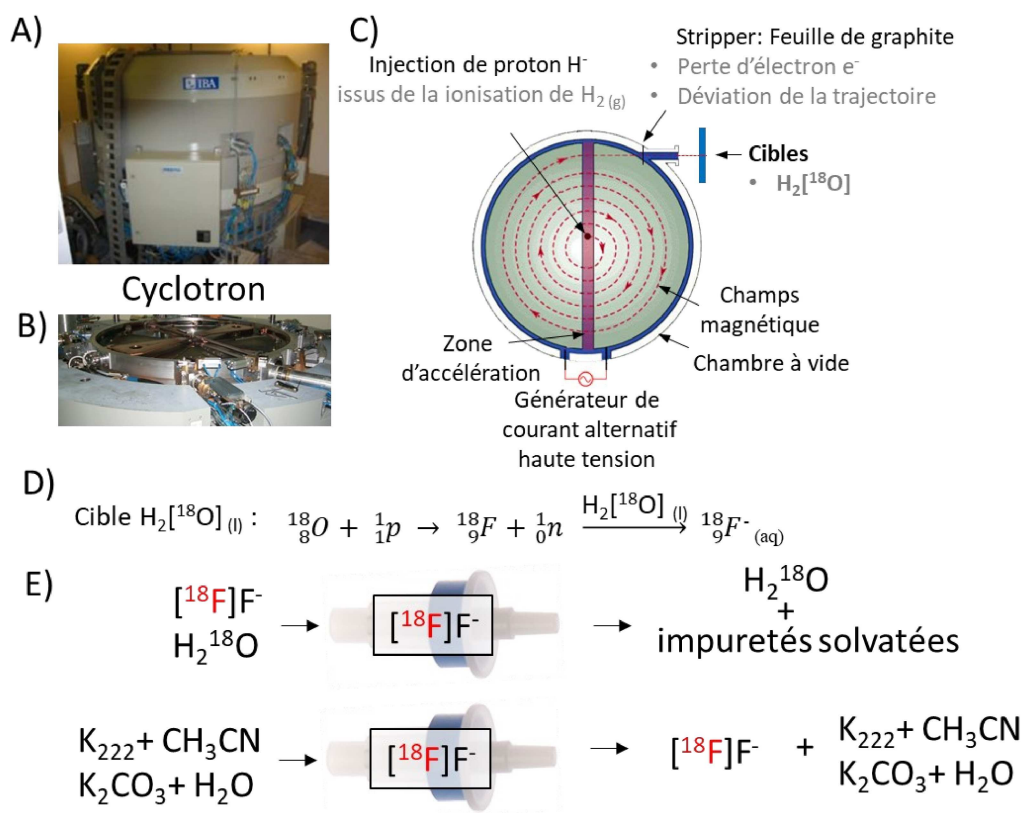 A)
IBA
Cyclotron
B)
C)
Injection de proton H⁻
issus de la ionisation de H₂ (g)
Stripper: Feuille de graphite
• Perte d’électron e⁻
• Déviation de la trajectoire
Cibles
• H₂[¹⁸O]
Champs
magnétique
Chambre à vide
Zone
d’accélération
Générateur de
courant alternatif
haute tension
D)
Cible H₂[¹⁸O] (l) : ¹⁸₈O + ¹₁p → ¹⁸₉F + ¹₀n H₂[¹⁸O] (l) → ¹⁸₉F⁻ (aq)
E)
[¹⁸F]F⁻
H₂¹⁸O
[¹⁸F]F⁻
H₂¹⁸O
+
impuretés solvatées
K₂₂₂+ CH₃CN
K₂CO₃+ H₂O
[¹⁸F]F⁻
[¹⁸F]F⁻ +
K₂₂₂+ CH₃CN
K₂CO₃+ H₂O